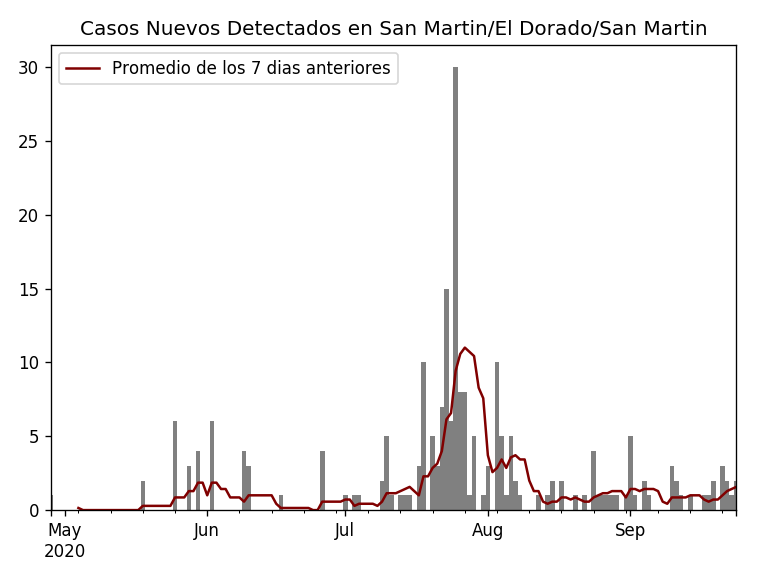 Casos Nuevos Detectados en San Martin/El Dorado/San Martin
Promedio de los 7 dias anteriores
30
25
20
15
10
5
0
May Jun Jul Aug Sep
2020